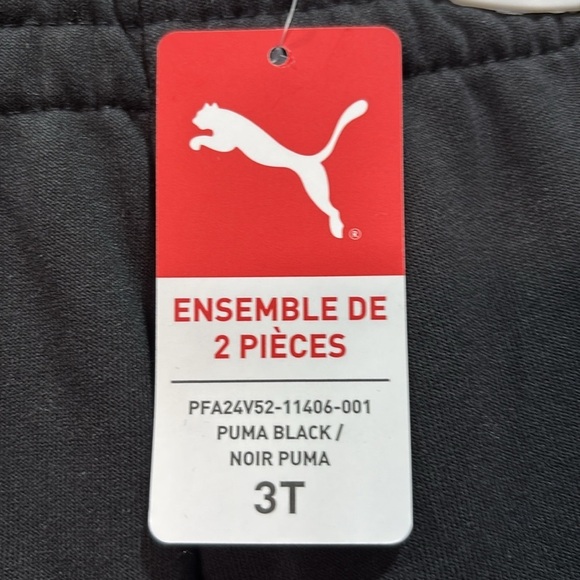 ENSEMBLE DE
2 PIÈCES
PFA24V52-11406-001
PUMA BLACK /
NOIR PUMA
3T